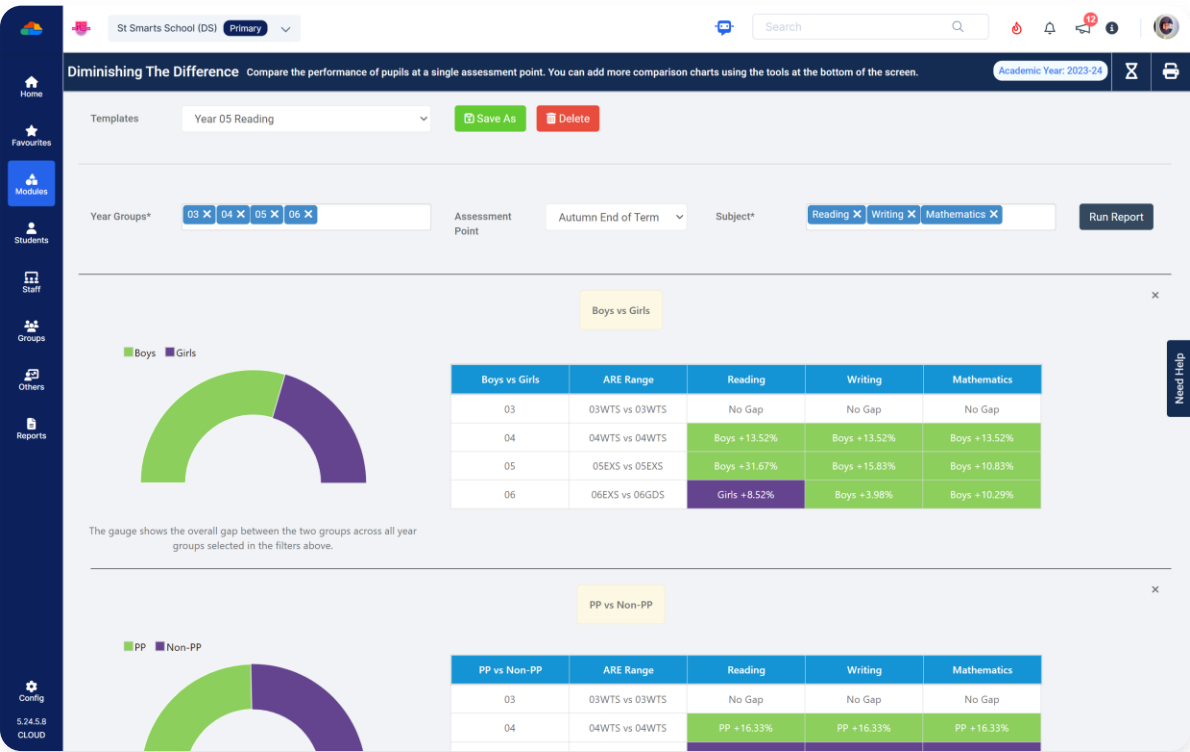 St Smarts School (DS) Primary
Search
12
Home
Favourites
Modules
Students
Staff
Groups
Others
Reports
Config
5.24.5.8
CLOUD
Diminishing The Difference Compare the performance of pupils at a single assessment point. You can add more comparison charts using the tools at the bottom of the screen.
Academic Year: 2023-24
Templates Year 05 Reading Save As Delete
Year Groups* 03 04 05 06 Assessment Point Autumn End of Term Subject* Reading Writing Mathematics Run Report
Boys vs Girls
Boys Girls
The gauge shows the overall gap between the two groups across all year
groups selected in the filters above.
Boys vs Girls ARE Range Reading Writing Mathematics
03 03WTS vs 03WTS No Gap No Gap No Gap
04 04WTS vs 04WTS Boys +13.52% Boys +13.52% Boys +13.52%
05 05EXS vs 05EXS Boys +31.67% Boys +15.83% Boys +10.83%
06 06EXS vs 06GDS Girls +8.52% Boys +3.98% Boys +10.29%
Need Help
PP vs Non-PP
PP Non-PP
PP vs Non-PP ARE Range Reading Writing Mathematics
03 03WTS vs 03WTS No Gap No Gap No Gap
04 04WTS vs 04WTS PP +16.33% PP +16.33% PP +16.33%